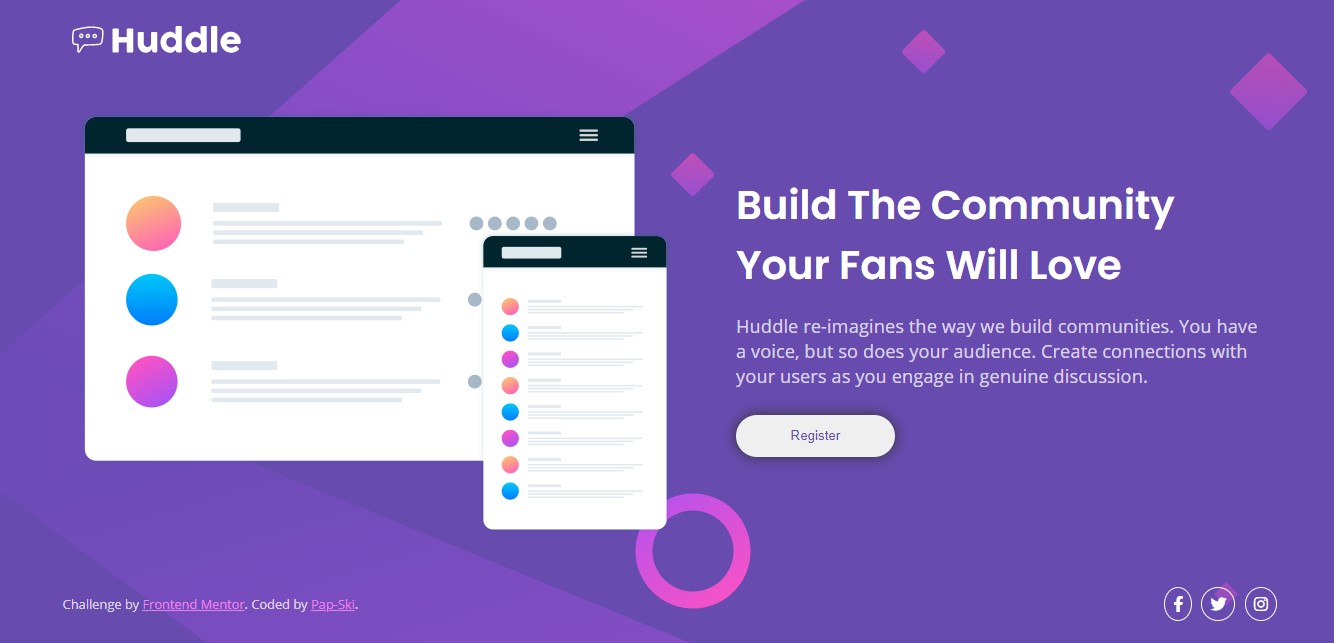 Huddle
Build The Community
Your Fans Will Love
Huddle re-imagines the way we build communities. You have
a voice, but so does your audience. Create connections with
your users as you engage in genuine discussion.
Register
Challenge by Frontend Mentor. Coded by Pap-Ski.